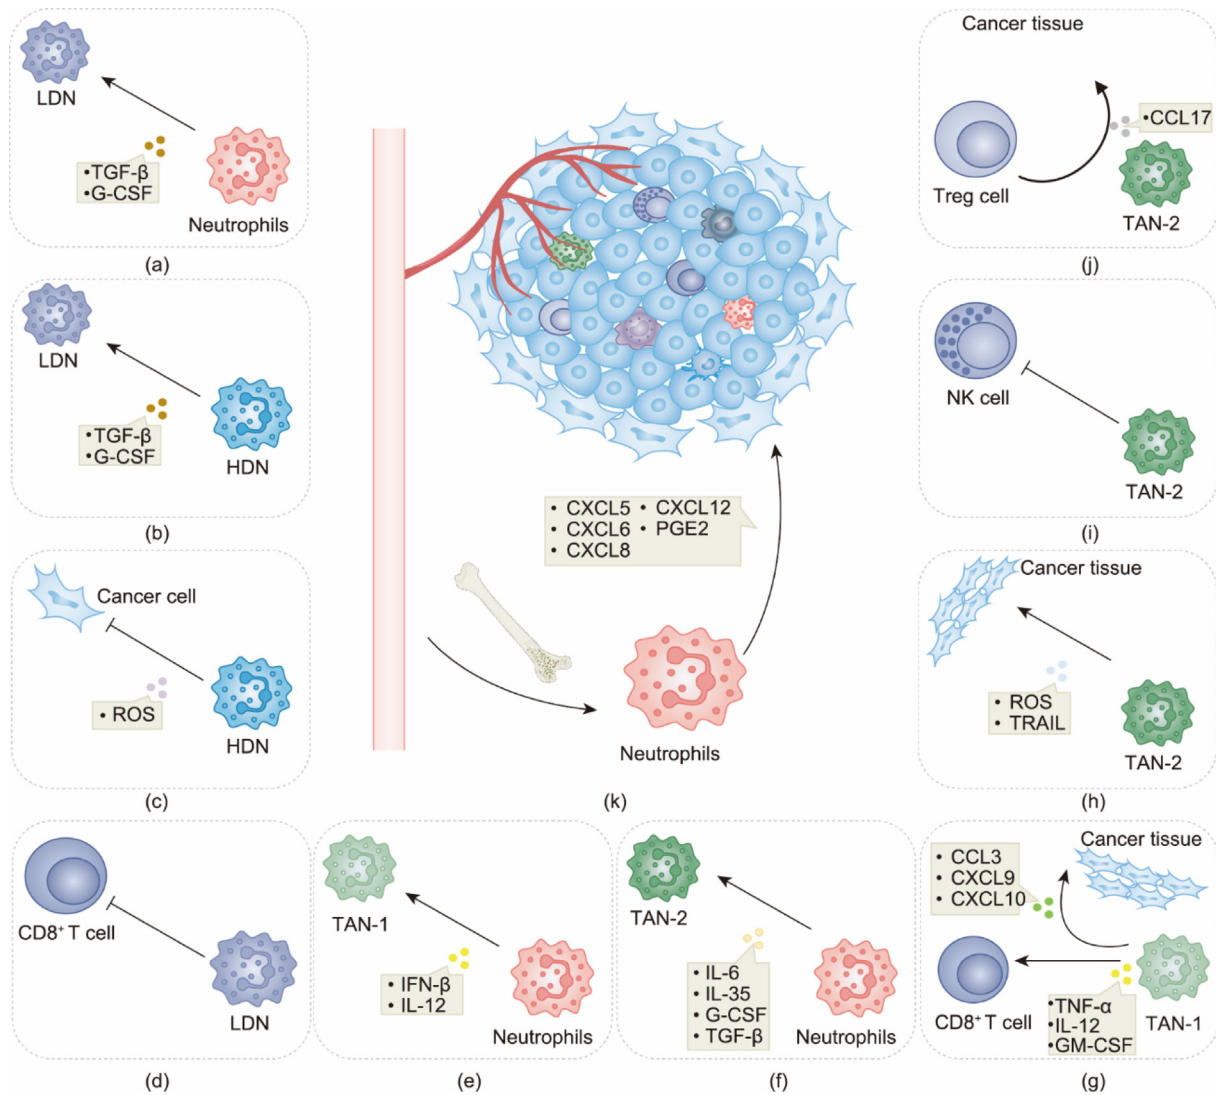 LDN
• TGF-β
• G-CSF
Neutrophils
(a)
LDN
• TGF-β
• G-CSF
HDN
(b)
Cancer cell
• ROS
HDN
(c)
CD8⁺ T cell
LDN
(d)
TAN-1
• IFN-β
• IL-12
Neutrophils
(e)
TAN-2
• IL-6
• IL-35
• G-CSF
• TGF-β
Neutrophils
(f)
Cancer tissue
• CCL3
• CXCL9
• CXCL10
CD8⁺ T cell
• TNF-α
• IL-12
• GM-CSF
TAN-1
(g)
Cancer tissue
• ROS
• TRAIL
TAN-2
(h)
NK cell
TAN-2
(i)
Cancer tissue
• CCL17
Treg cell
TAN-2
(j)
• CXCL5 • CXCL12
• CXCL6 • PGE2
• CXCL8
Neutrophils
(k)